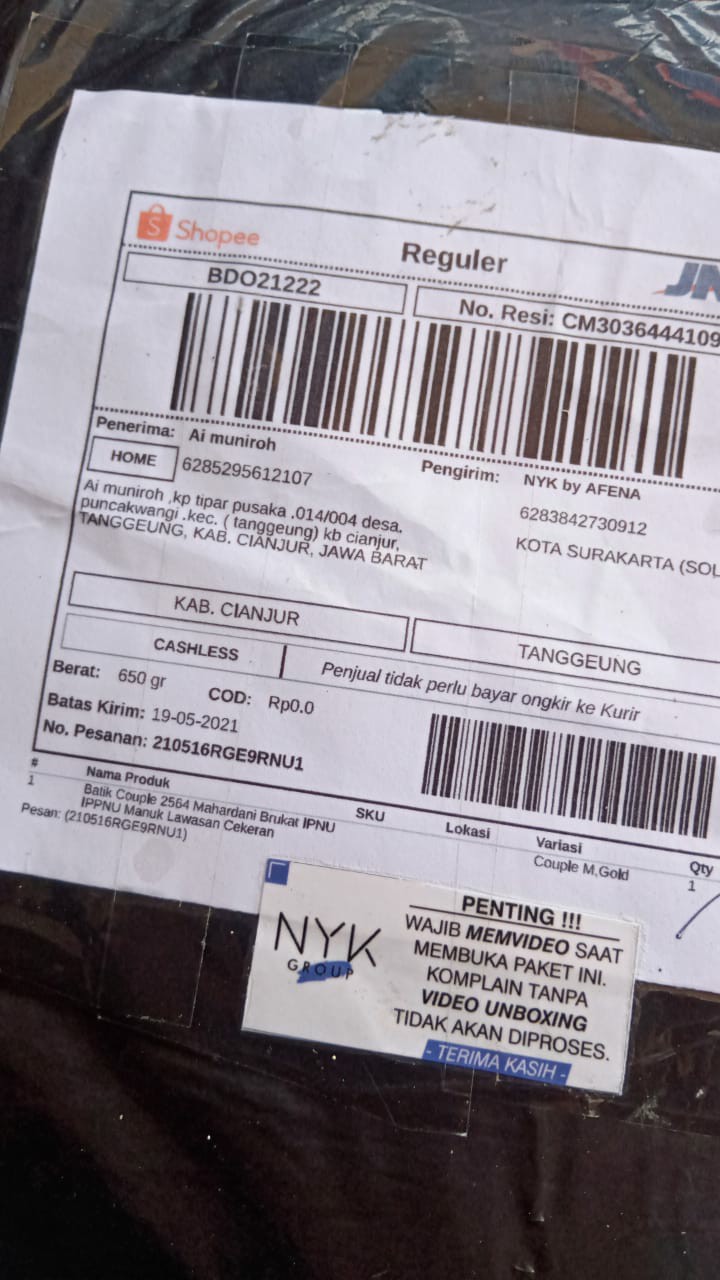 Shopee
Reguler
BDO21222
No. Resi: CM3036444109
Penerima: Ai muniroh
HOME
6285295612107
Ai muniroh ,kp tipar pusaka .014/004 desa.
puncakwangi .kec. ( tanggeung) kb cianjur,
TANGGEUNG, KAB. CIANJUR, JAWA BARAT
Pengirim: NYK by AFENA
6283842730912
KOTA SURAKARTA (SOL
KAB. CIANJUR
TANGGEUNG
CASHLESS
Penjual tidak perlu bayar ongkir ke Kurir
Berat: 650 gr
COD: Rp0.0
Batas Kirim: 19-05-2021
No. Pesanan: 210516RGE9RNU1
# Nama Produk SKU Lokasi Variasi Qty
1 Batik Couple 2564 Mahardani Brukat IPNU Couple M,Gold 1
IPPNU Manuk Lawasan Cekeran
Pesan: (210516RGE9RNU1)
NYK
GROUP
PENTING !!!
WAJIB MEMVIDEO SAAT
MEMBUKA PAKET INI.
KOMPLAIN TANPA
VIDEO UNBOXING
TIDAK AKAN DIPROSES.
- TERIMA KASIH -